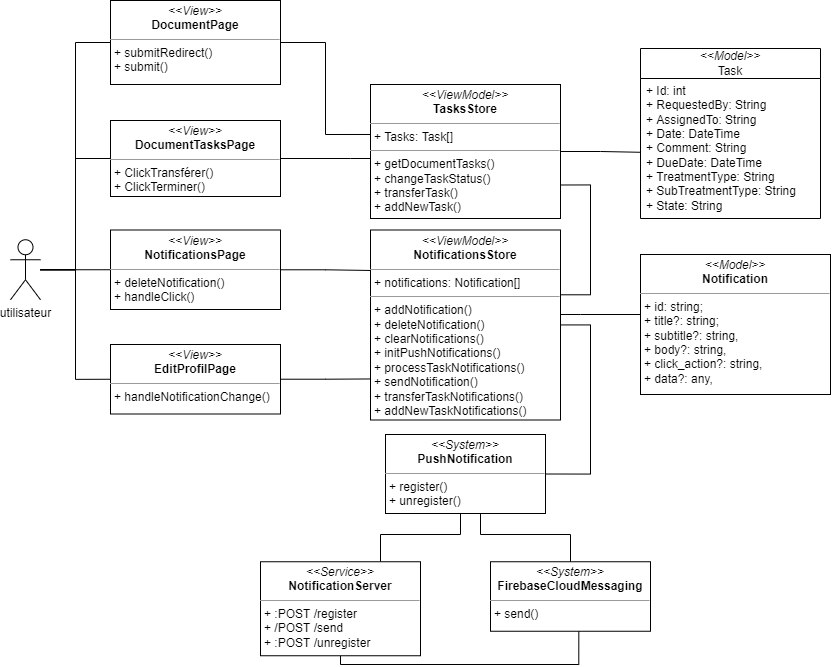 <<View>>
DocumentPage
+ submitRedirect()
+ submit()
<<View>>
DocumentTasksPage
+ ClickTransférer()
+ ClickTerminer()
<<View>>
NotificationsPage
+ deleteNotification()
+ handleClick()
<<View>>
EditProfilPage
+ handleNotificationChange()
utilisateur
<<ViewModel>>
TasksStore
+ Tasks: Task[]
+ getDocumentTasks()
+ changeTaskStatus()
+ transferTask()
+ addNewTask()
<<ViewModel>>
NotificationsStore
+ notifications: Notification[]
+ addNotification()
+ deleteNotification()
+ clearNotifications()
+ initPushNotifications()
+ processTaskNotifications()
+ sendNotification()
+ transferTaskNotifications()
+ addNewTaskNotifications()
<<Model>>
Task
+ Id: int
+ RequestedBy: String
+ AssignedTo: String
+ Date: DateTime
+ Comment: String
+ DueDate: DateTime
+ TreatmentType: String
+ SubTreatmentType: String
+ State: String
<<Model>>
Notification
+ id: string;
+ title?: string;
+ subtitle?: string,
+ body?: string,
+ click_action?: string,
+ data?: any,
<<System>>
PushNotification
+ register()
+ unregister()
<<Service>>
NotificationServer
+ :POST /register
+ /POST /send
+ :POST /unregister
<<System>>
FirebaseCloudMessaging
+ send()